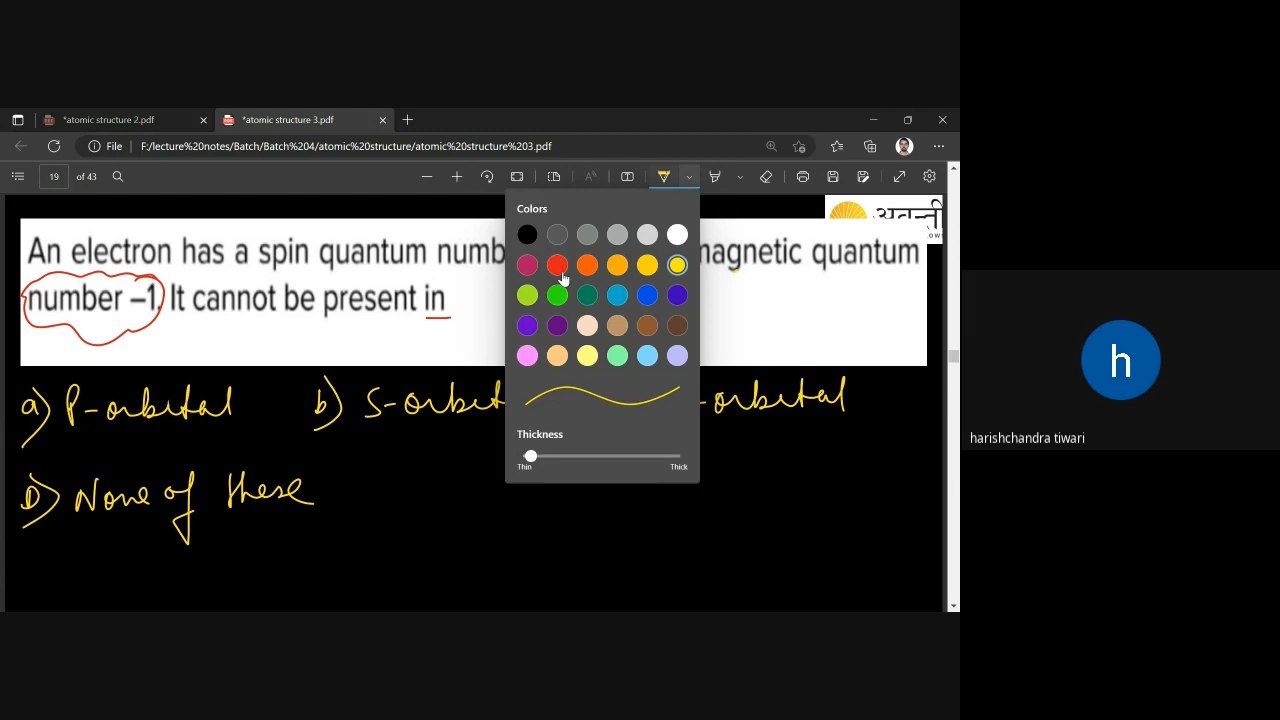 *atomic structure 2.pdf
*atomic structure 3.pdf
File
F:/lecture%20notes/Batch/Batch%204/atomic%20structure/atomic%20structure%203.pdf
19 of 43
अवन्ती
Colors
An electron has a spin quantum numb
magnetic quantum
number –1. It cannot be present in
a) P-orbital b) S-orbit -orbital
D) None of these
Thickness
Thin Thick
h
harishchandra tiwari